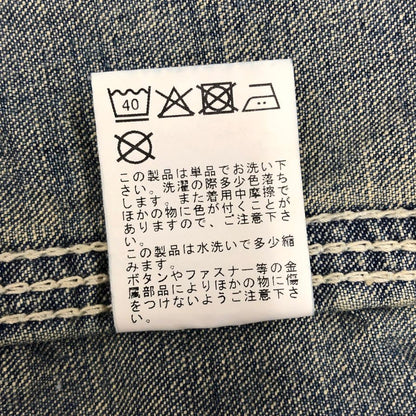 40
この製品は単品でお洗い下
さい。洗濯の際多少色落ち
します。また着用中摩擦で
ほかの物に色が付くことが
ありますので、ご注意下さ
い。
この製品は水洗いで多少縮
みます。
ボタンやファスナー等の金
属部品によりほかの物に傷
をつけないようご注意下さ
い。